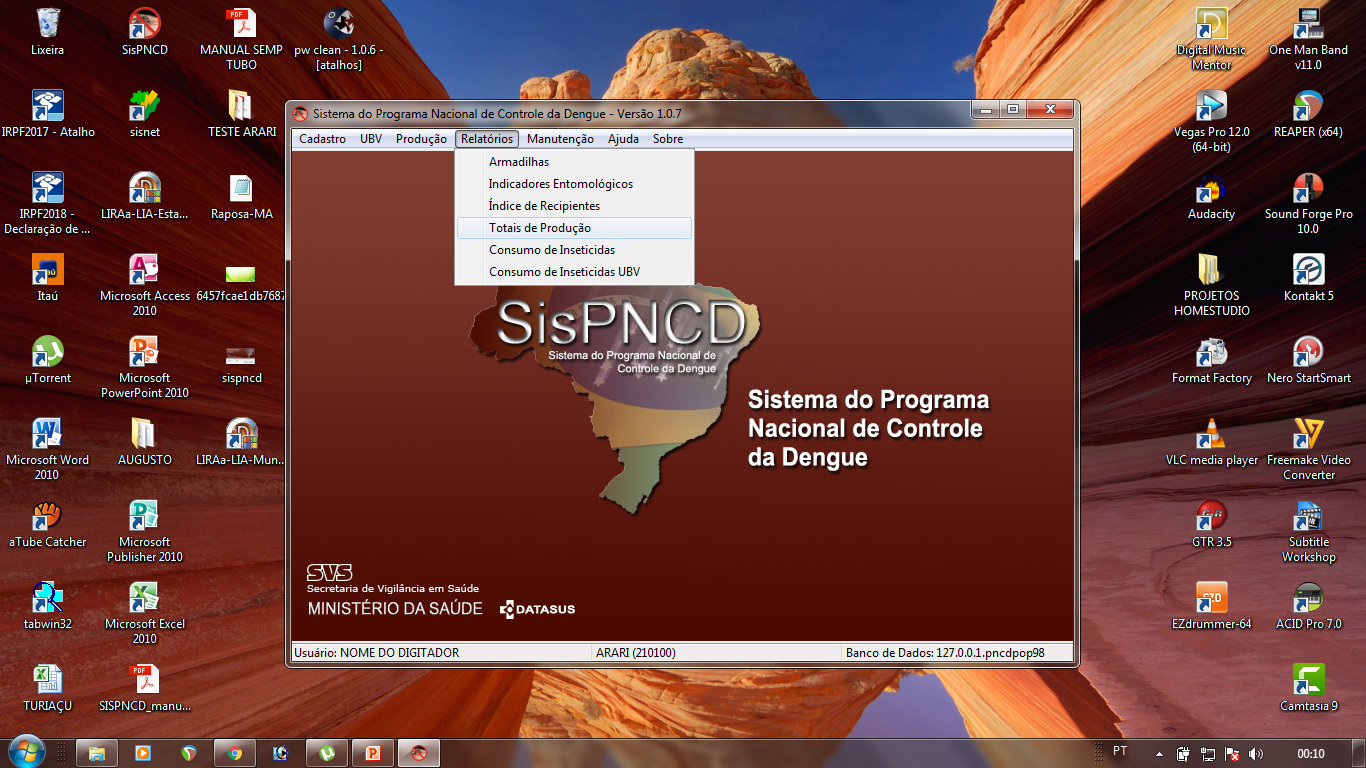 Lixeira
SisPNCD
MANUAL SEMP
TUBO
pw clean - 1.0.6 -
[atalhos]
Digital Music
Mentor
One Man Band
v11.0
IRPF2017 - Atalho
sisnet
TESTE ARARI
Vegas Pro 12.0
(64-bit)
REAPER (x64)
IRPF2018 -
Declaração de ...
LIRAa-LIA-Esta...
Raposa-MA
Audacity
Sound Forge Pro
10.0
Itaú
Microsoft Access
2010
6457fcae1db7687
PROJETOS
HOMESTUDIO
Kontakt 5
µTorrent
Microsoft
PowerPoint 2010
sispncd
Format Factory
Nero StartSmart
Microsoft Word
2010
AUGUSTO
LIRAa-LIA-Mun...
VLC media player
Freemake Video
Converter
aTube Catcher
Microsoft
Publisher 2010
GTR 3.5
Subtitle
Workshop
tabwin32
Microsoft Excel
2010
EZdrummer-64
ACID Pro 7.0
TURIAÇU
SISPNCD_manu...
Camtasia 9
Sistema do Programa Nacional de Controle da Dengue - Versão 1.0.7
Cadastro UBV Produção Relatórios Manutenção Ajuda Sobre
Armadilhas
Indicadores Entomológicos
Índice de Recipientes
Totais de Produção
Consumo de Inseticidas
Consumo de Inseticidas UBV
SisPNCD
Sistema do Programa Nacional de
Controle da Dengue
Sistema do Programa
Nacional de Controle
da Dengue
SVS
Secretaria de Vigilância em Saúde
MINISTÉRIO DA SAÚDE
DATASUS
Usuário: NOME DO DIGITADOR ARARI (210100) Banco de Dados: 127.0.0.1.pncdpop98
PT 00:10